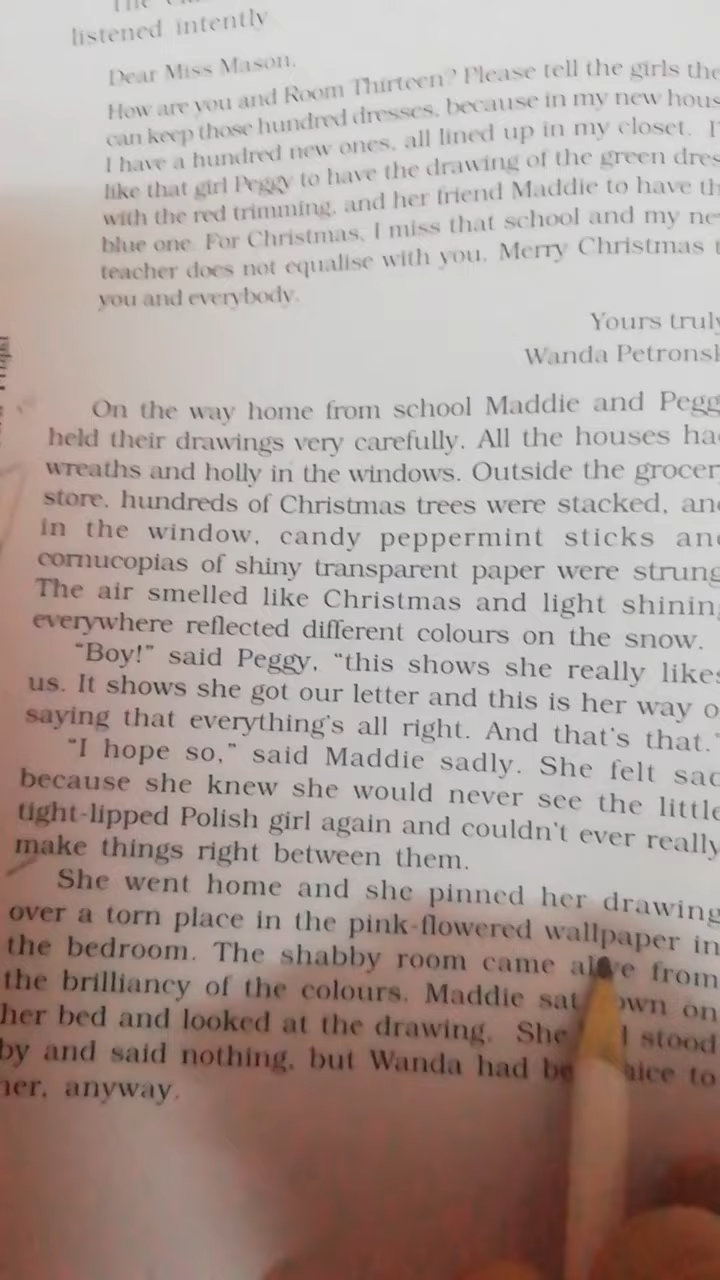 listened intently
Dear Miss Mason,
How are you and Room Thirteen? Please tell the girls the
can keep those hundred dresses, because in my new hous
I have a hundred new ones, all lined up in my closet. I'
like that girl Peggy to have the drawing of the green dres
with the red trimming, and her friend Maddie to have th
blue one. For Christmas, I miss that school and my ne
teacher does not equalise with you. Merry Christmas t
you and everybody.
Yours truly
Wanda Petronsk
On the way home from school Maddie and Pegg
held their drawings very carefully. All the houses ha
wreaths and holly in the windows. Outside the grocer
store, hundreds of Christmas trees were stacked, an
in the window, candy peppermint sticks an
cornucopias of shiny transparent paper were strung
The air smelled like Christmas and light shining
everywhere reflected different colours on the snow.
“Boy!” said Peggy, “this shows she really likes
us. It shows she got our letter and this is her way o
saying that everything's all right. And that's that.”
“I hope so,” said Maddie sadly. She felt sad
because she knew she would never see the little
tight-lipped Polish girl again and couldn't ever really
make things right between them.
She went home and she pinned her drawing
over a torn place in the pink-flowered wallpaper in
the bedroom. The shabby room came from
the brilliancy of the colours. Maddie sat own on
her bed and looked at the drawing. She stood
by and said nothing, but Wanda had be nice to
her, anyway.